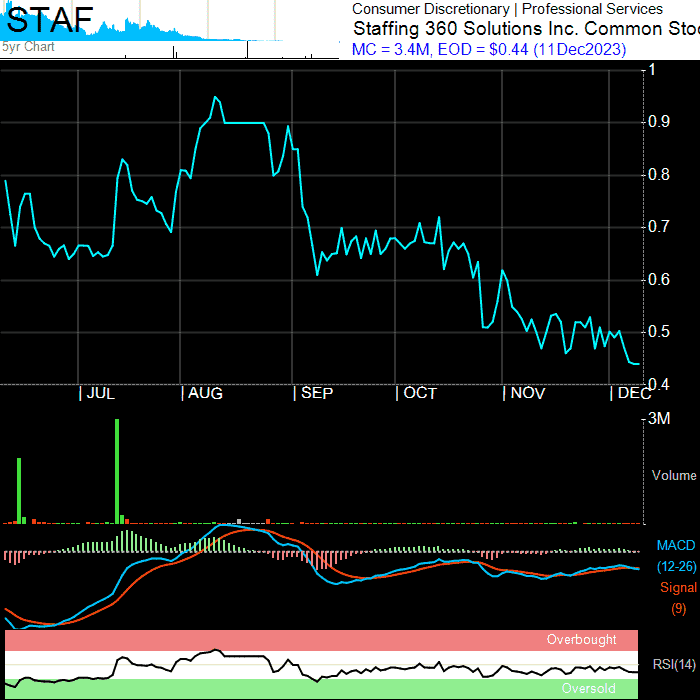 STAF
5yr Chart
Consumer Discretionary | Professional Services
Staffing 360 Solutions Inc. Common Stoc
MC = 3.4M, EOD = $0.44 (11Dec2023)
1
0.9
0.8
0.7
0.6
0.5
0.4
| JUL | AUG | SEP | OCT | NOV | DEC
3M
Volume
MACD
(12-26)
Signal
(9)
Overbought
RSI(14)
Oversold